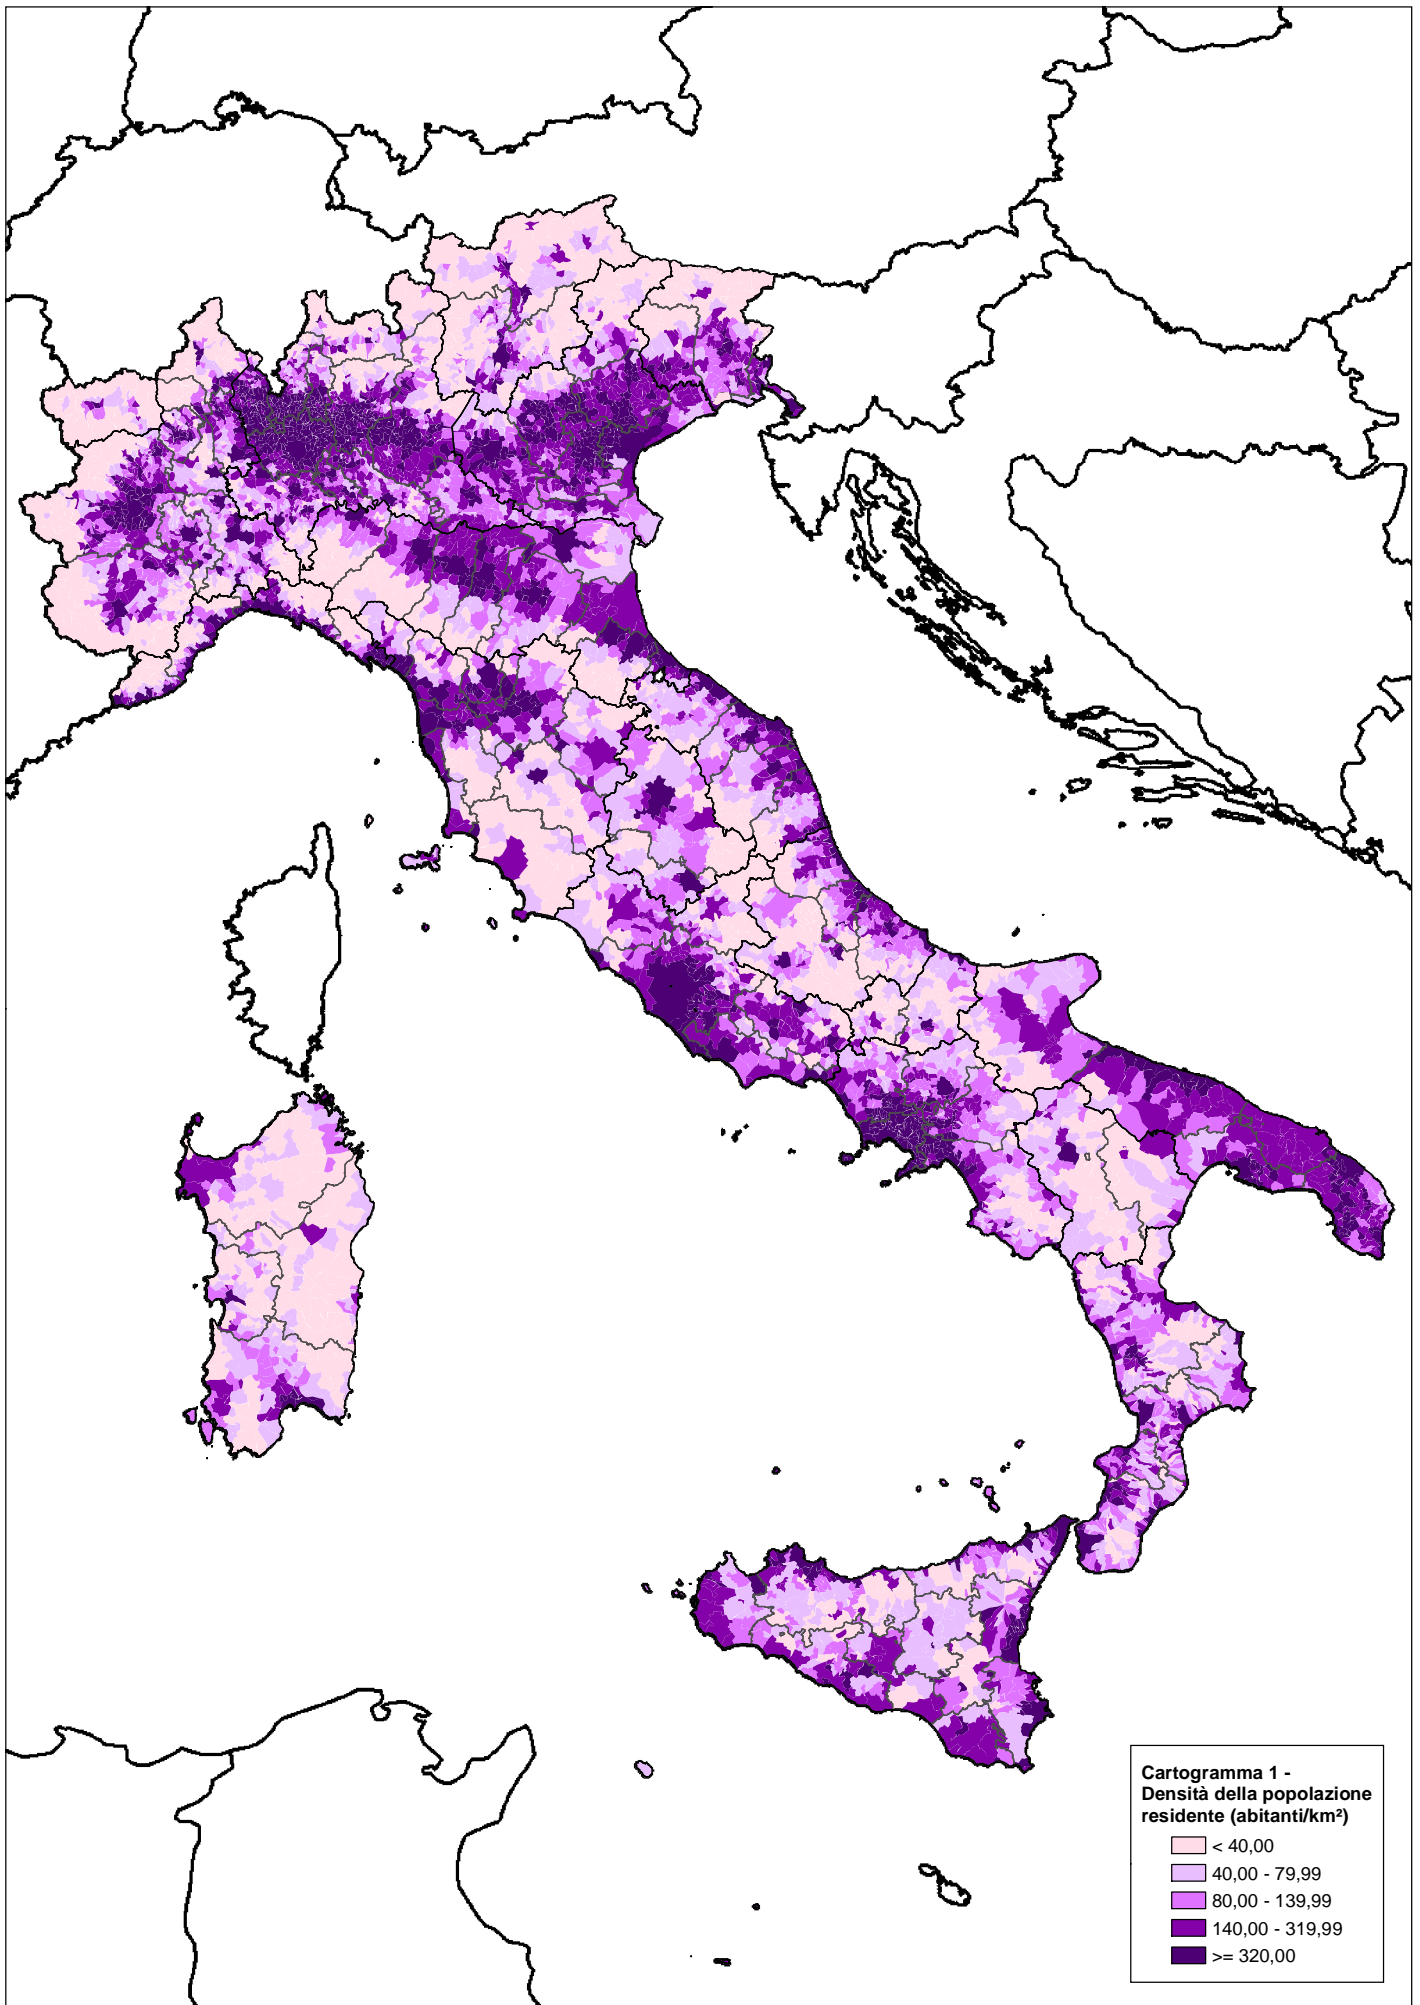 Cartogramma 1 -
Densità della popolazione
residente (abitanti/km²)
< 40,00
40,00 - 79,99
80,00 - 139,99
140,00 - 319,99
>= 320,00